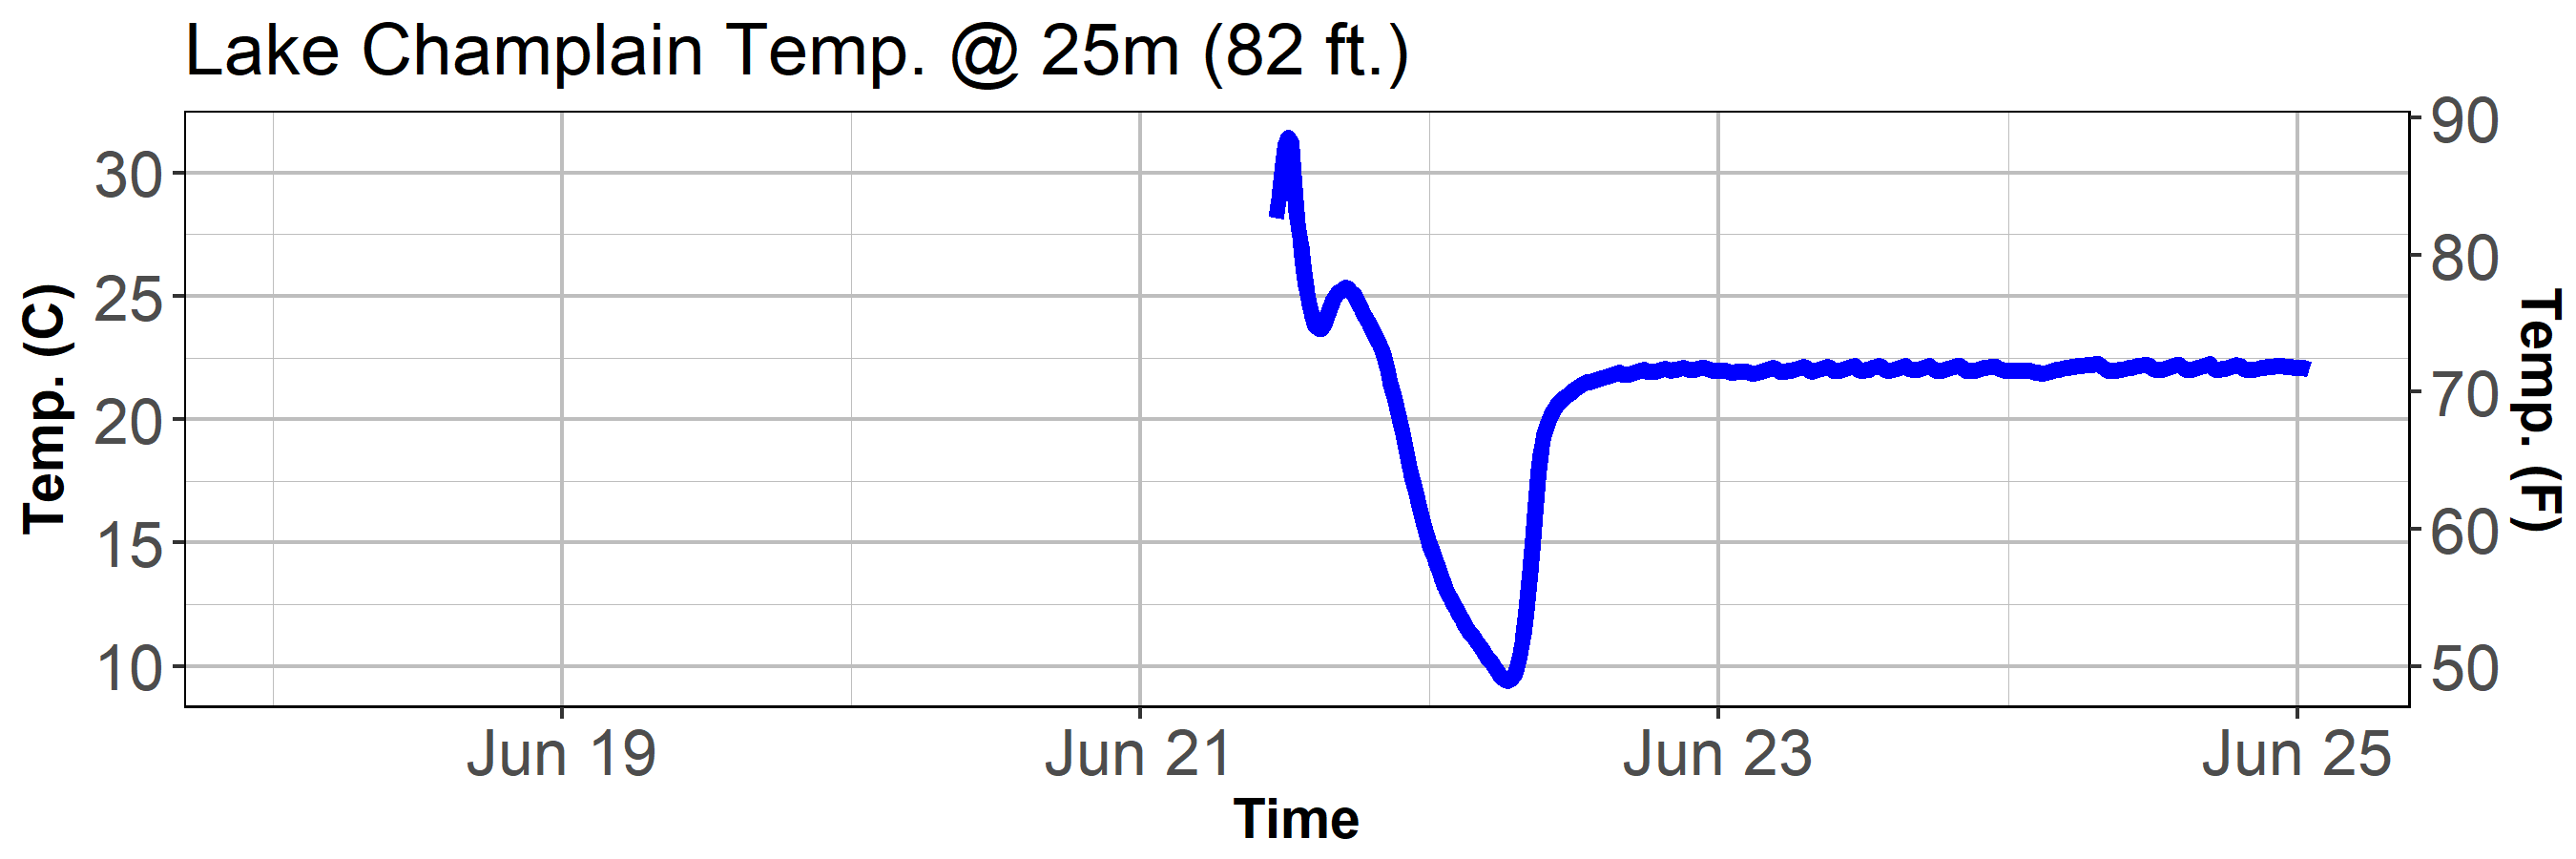 Lake Champlain Temp. @ 25m (82 ft.)
Temp. (C)
30
25
20
15
10
90
80
70
60
50
Temp. (F)
Jun 19 Jun 21 Jun 23 Jun 25
Time